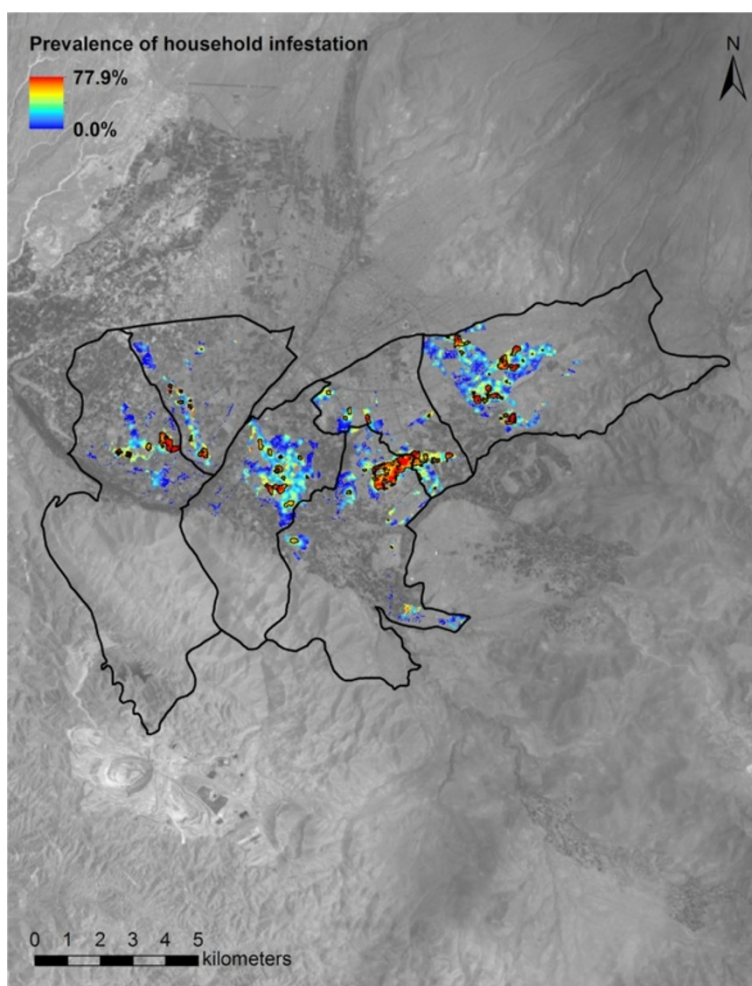 Prevalence of household infestation
77.9%
0.0%
N
0 1 2 3 4 5
kilometers